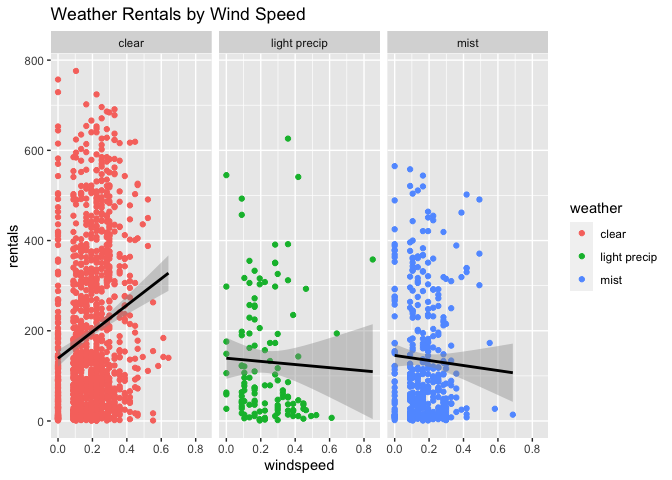 Weather Rentals by Wind Speed
clear
light precip
mist
800
600
400
200
0
rentals
0.0 0.2 0.4 0.6 0.8
0.0 0.2 0.4 0.6 0.8
0.0 0.2 0.4 0.6 0.8
windspeed
weather
clear
light precip
mist